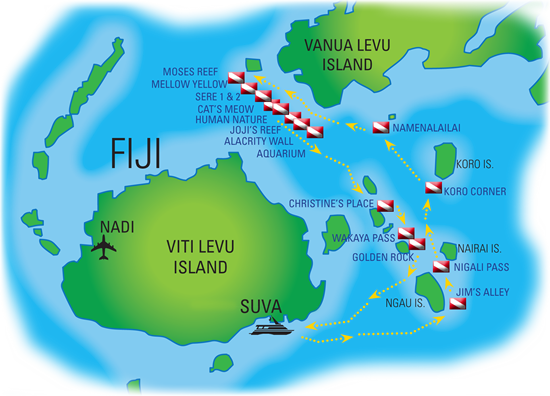 VANUA LEVU
ISLAND
MOSES REEF
MELLOW YELLOW
SERE 1 & 2
CAT'S MEOW
HUMAN NATURE
JOJI'S REEF
ALACRITY WALL
AQUARIUM
NAMENALAILAI
FIJI
KORO IS.
KORO CORNER
CHRISTINE'S PLACE
NADI
VITI LEVU
ISLAND
WAKAYA PASS
GOLDEN ROCK
NAIRAI IS.
NIGALI PASS
NGAU IS.
JIM'S ALLEY
SUVA